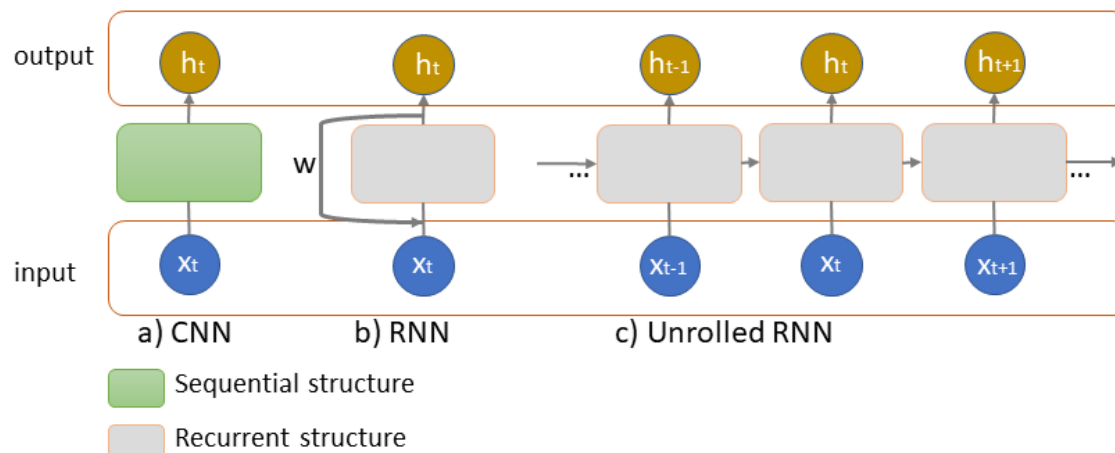 output
hₜ
hₜ
hₜ₋₁
hₜ
hₜ₊₁
w
...
...
input
xₜ
xₜ
xₜ₋₁
xₜ
xₜ₊₁
a) CNN
b) RNN
c) Unrolled RNN
Sequential structure
Recurrent structure